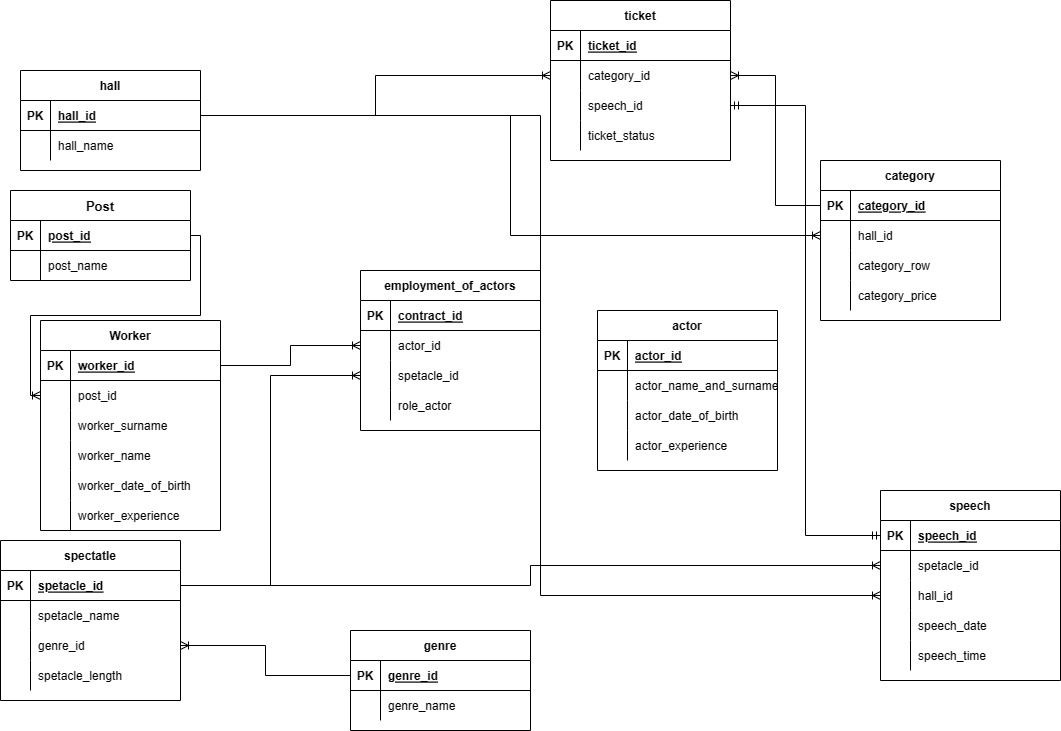 ticket
PK ticket_id
category_id
speech_id
ticket_status
hall
PK hall_id
hall_name
category
PK category_id
hall_id
category_row
category_price
Post
PK post_id
post_name
employment_of_actors
PK contract_id
actor_id
spetacle_id
role_actor
actor
PK actor_id
actor_name_and_surname
actor_date_of_birth
actor_experience
Worker
PK worker_id
post_id
worker_surname
worker_name
worker_date_of_birth
worker_experience
speech
PK speech_id
spetacle_id
hall_id
speech_date
speech_time
spectatle
PK spetacle_id
spetacle_name
genre_id
spetacle_length
genre
PK genre_id
genre_name